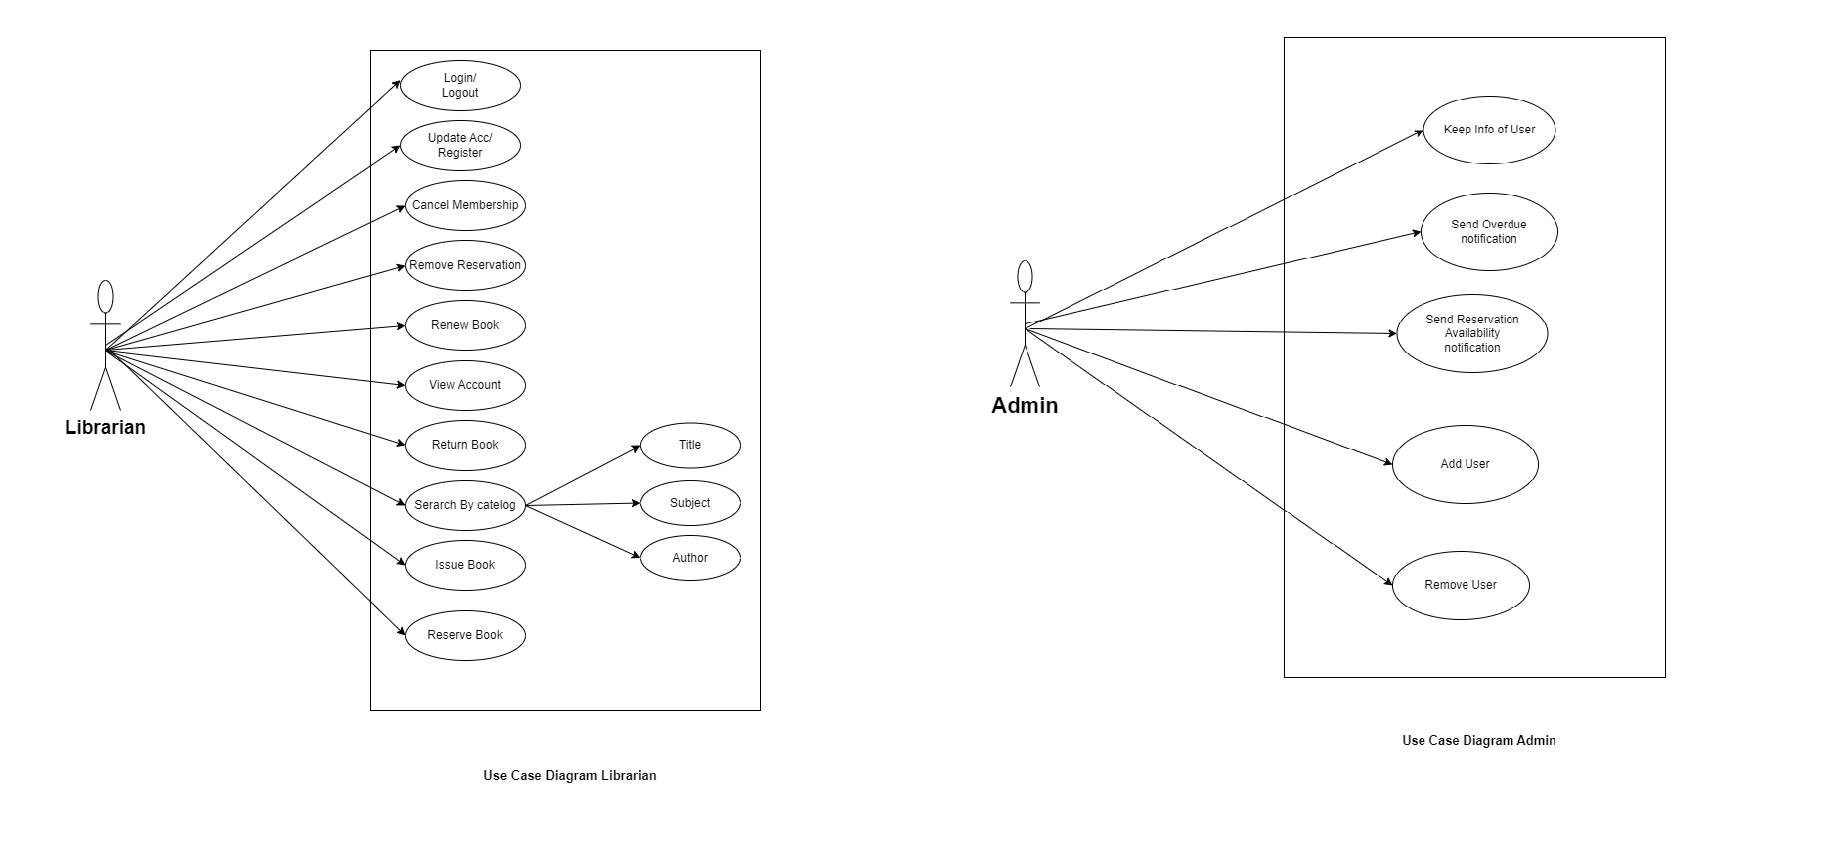 Login/
Logout
Update Acc/
Register
Cancel Membership
Remove Reservation
Renew Book
View Account
Return Book
Serarch By catelog
Issue Book
Reserve Book
Title
Subject
Author
Librarian
Use Case Diagram Librarian
Keep Info of User
Send Overdue
notification
Send Reservation
Availability
notification
Add User
Remove User
Admin
Use Case Diagram Admin